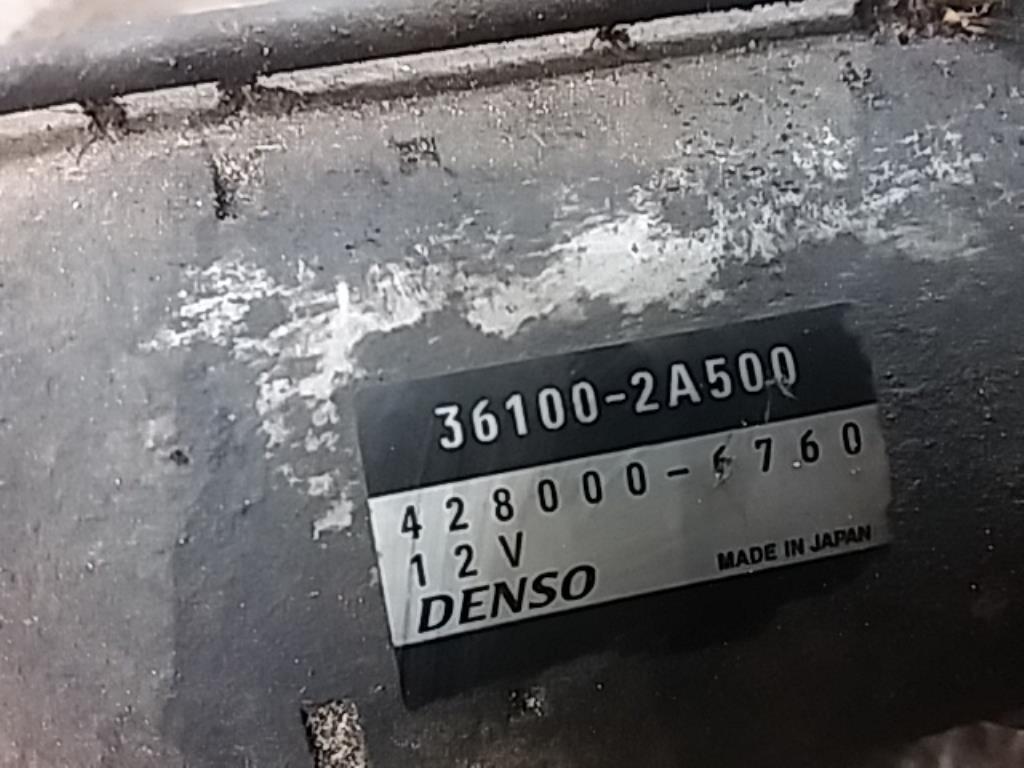 36100-2A500
428000-6760
12V
DENSO
MADE IN JAPAN